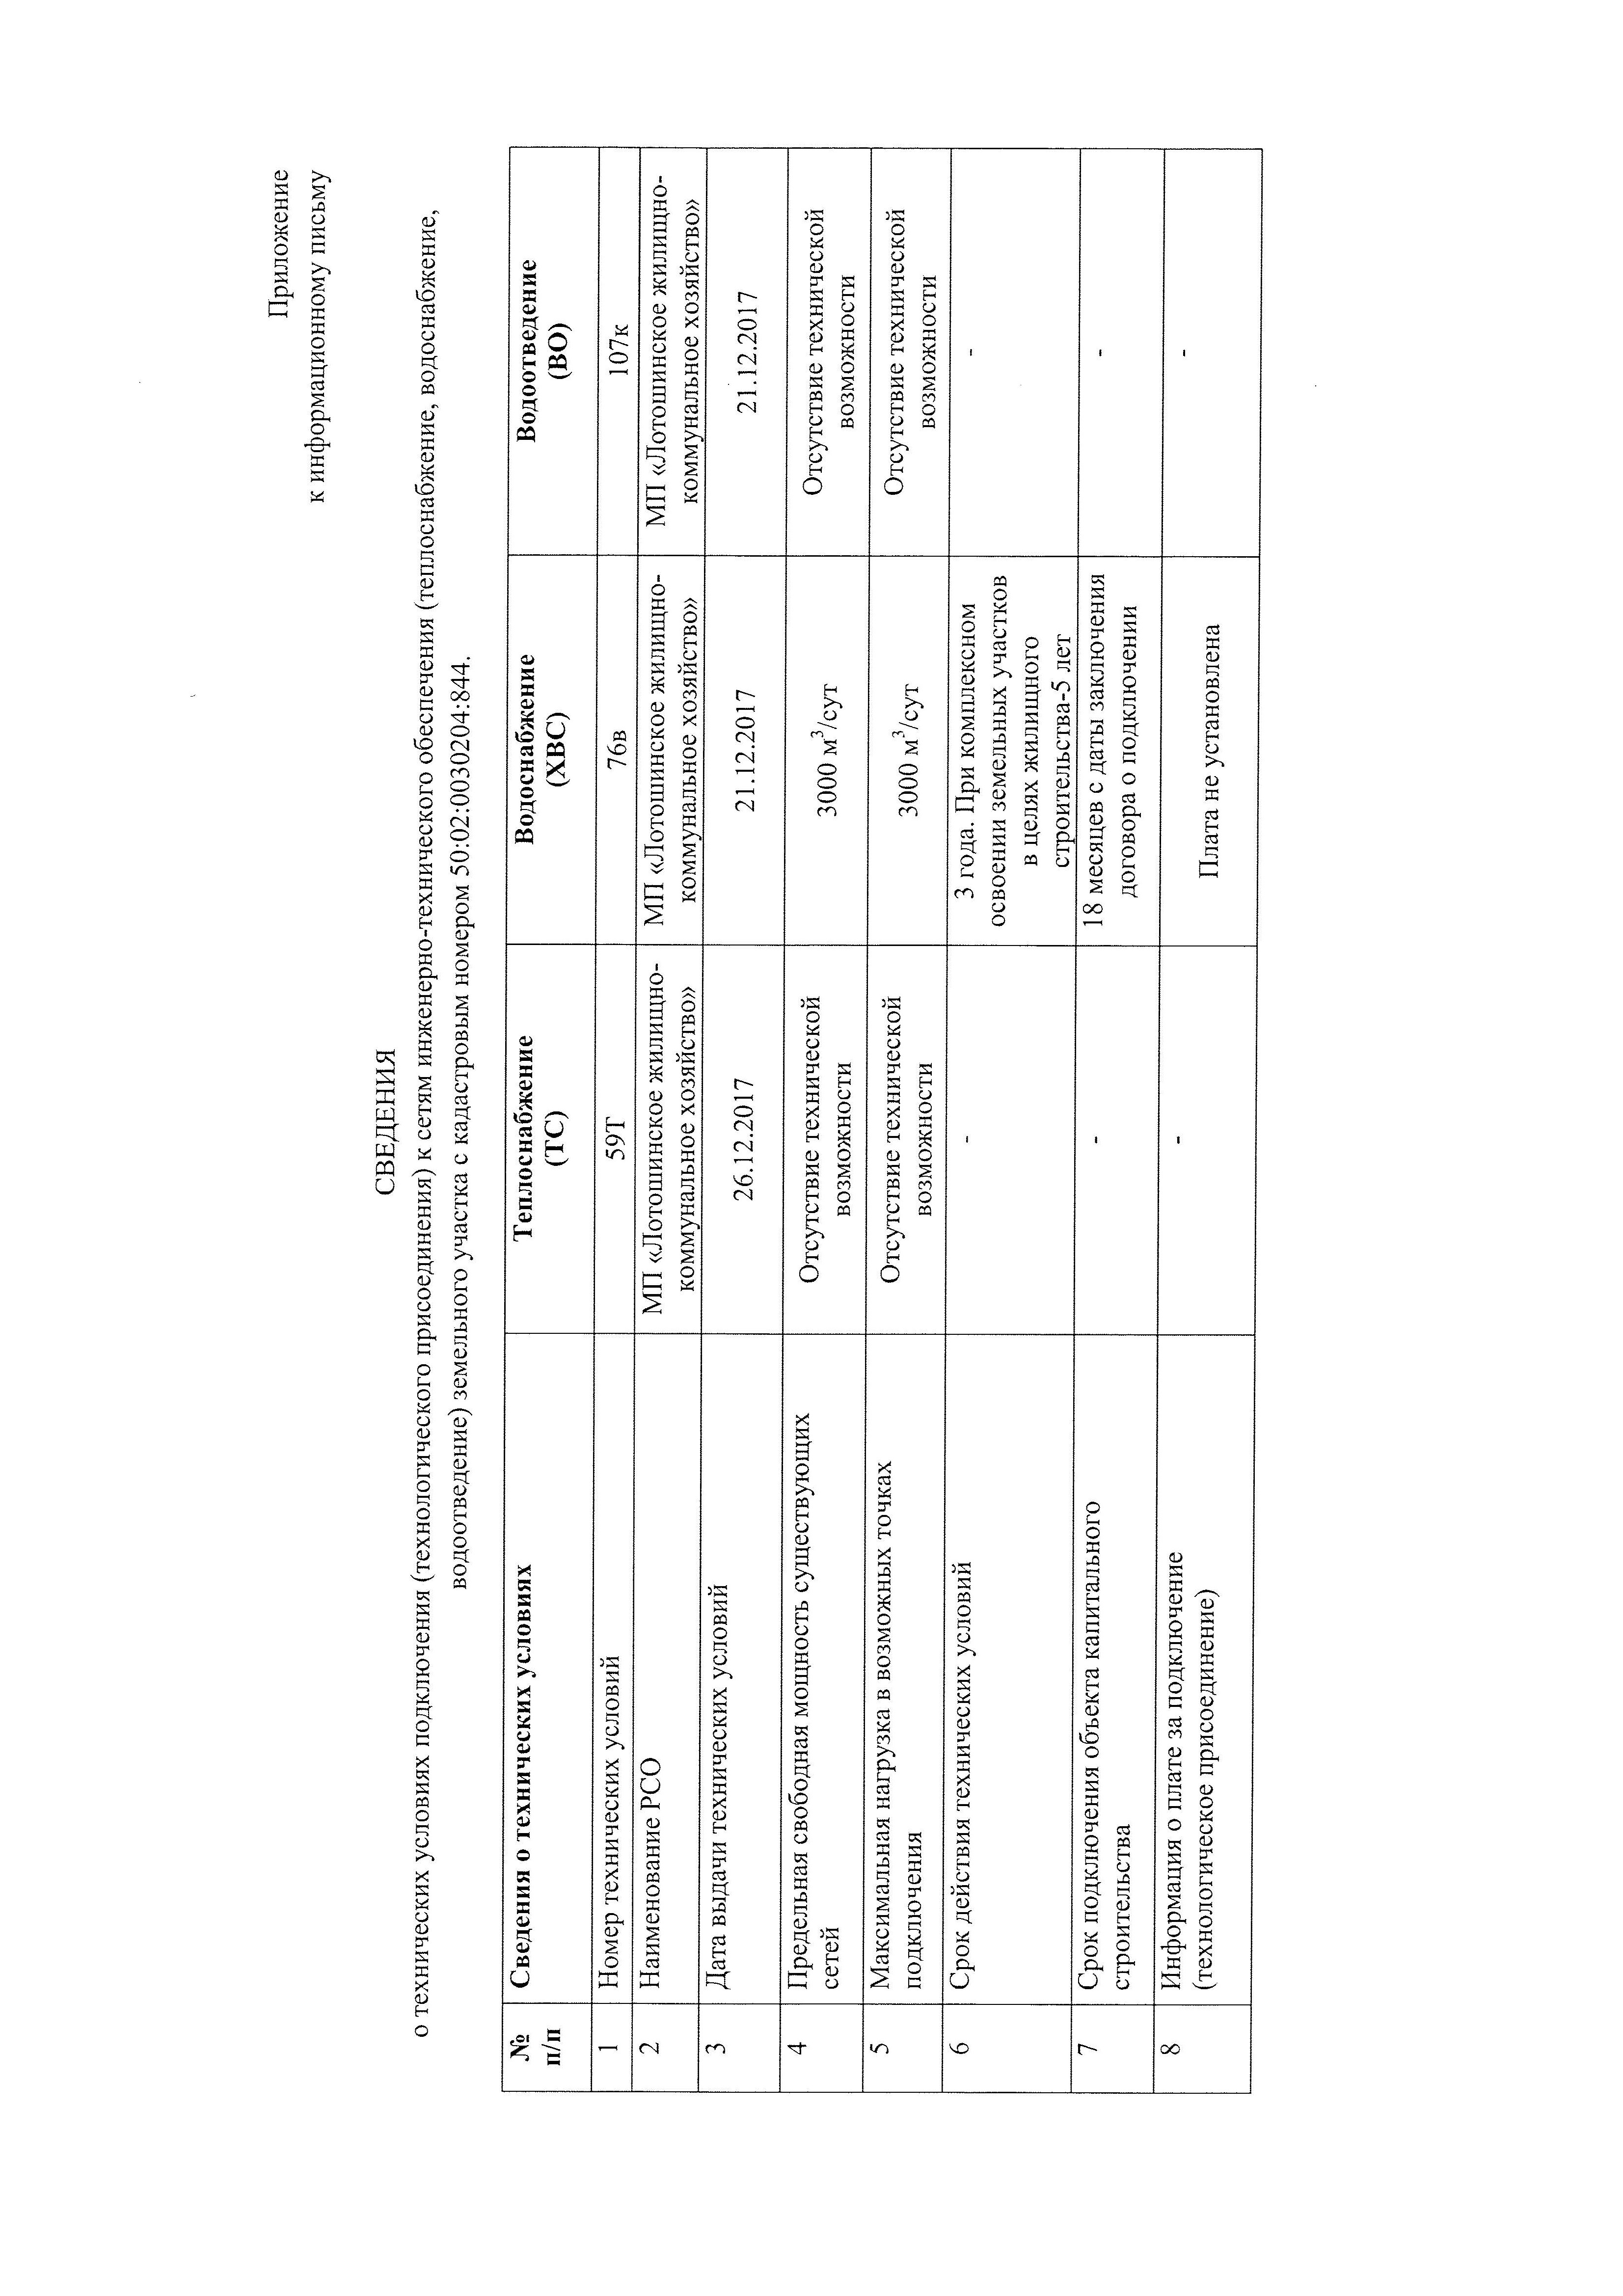 Приложение
к информационному письму
СВЕДЕНИЯ
о технических условиях подключения (технологического присоединения) к сетям инженерно-технического обеспечения (теплоснабжение, водоснабжение,
водоотведение) земельного участка с кадастровым номером 50:02:0030204:844.
№ п/п Сведения о технических условиях Теплоснабжение (ТС) Водоснабжение (ХВС) Водоотведение (ВО)
1 Номер технических условий 59Т 76в 107к
2 Наименование РСО МП «Лотошинское жилищно-коммунальное хозяйство» МП «Лотошинское жилищно-коммунальное хозяйство» МП «Лотошинское жилищно-коммунальное хозяйство»
3 Дата выдачи технических условий 26.12.2017 21.12.2017 21.12.2017
4 Предельная свободная мощность существующих сетей Отсутствие технической возможности 3000 м³/сут Отсутствие технической возможности
5 Максимальная нагрузка в возможных точках подключения Отсутствие технической возможности 3000 м³/сут Отсутствие технической возможности
6 Срок действия технических условий - 3 года. При комплексном освоении земельных участков в целях жилищного строительства-5 лет -
7 Срок подключения объекта капитального строительства - 18 месяцев с даты заключения договора о подключении -
8 Информация о плате за подключение (технологическое присоединение) - Плата не установлена -